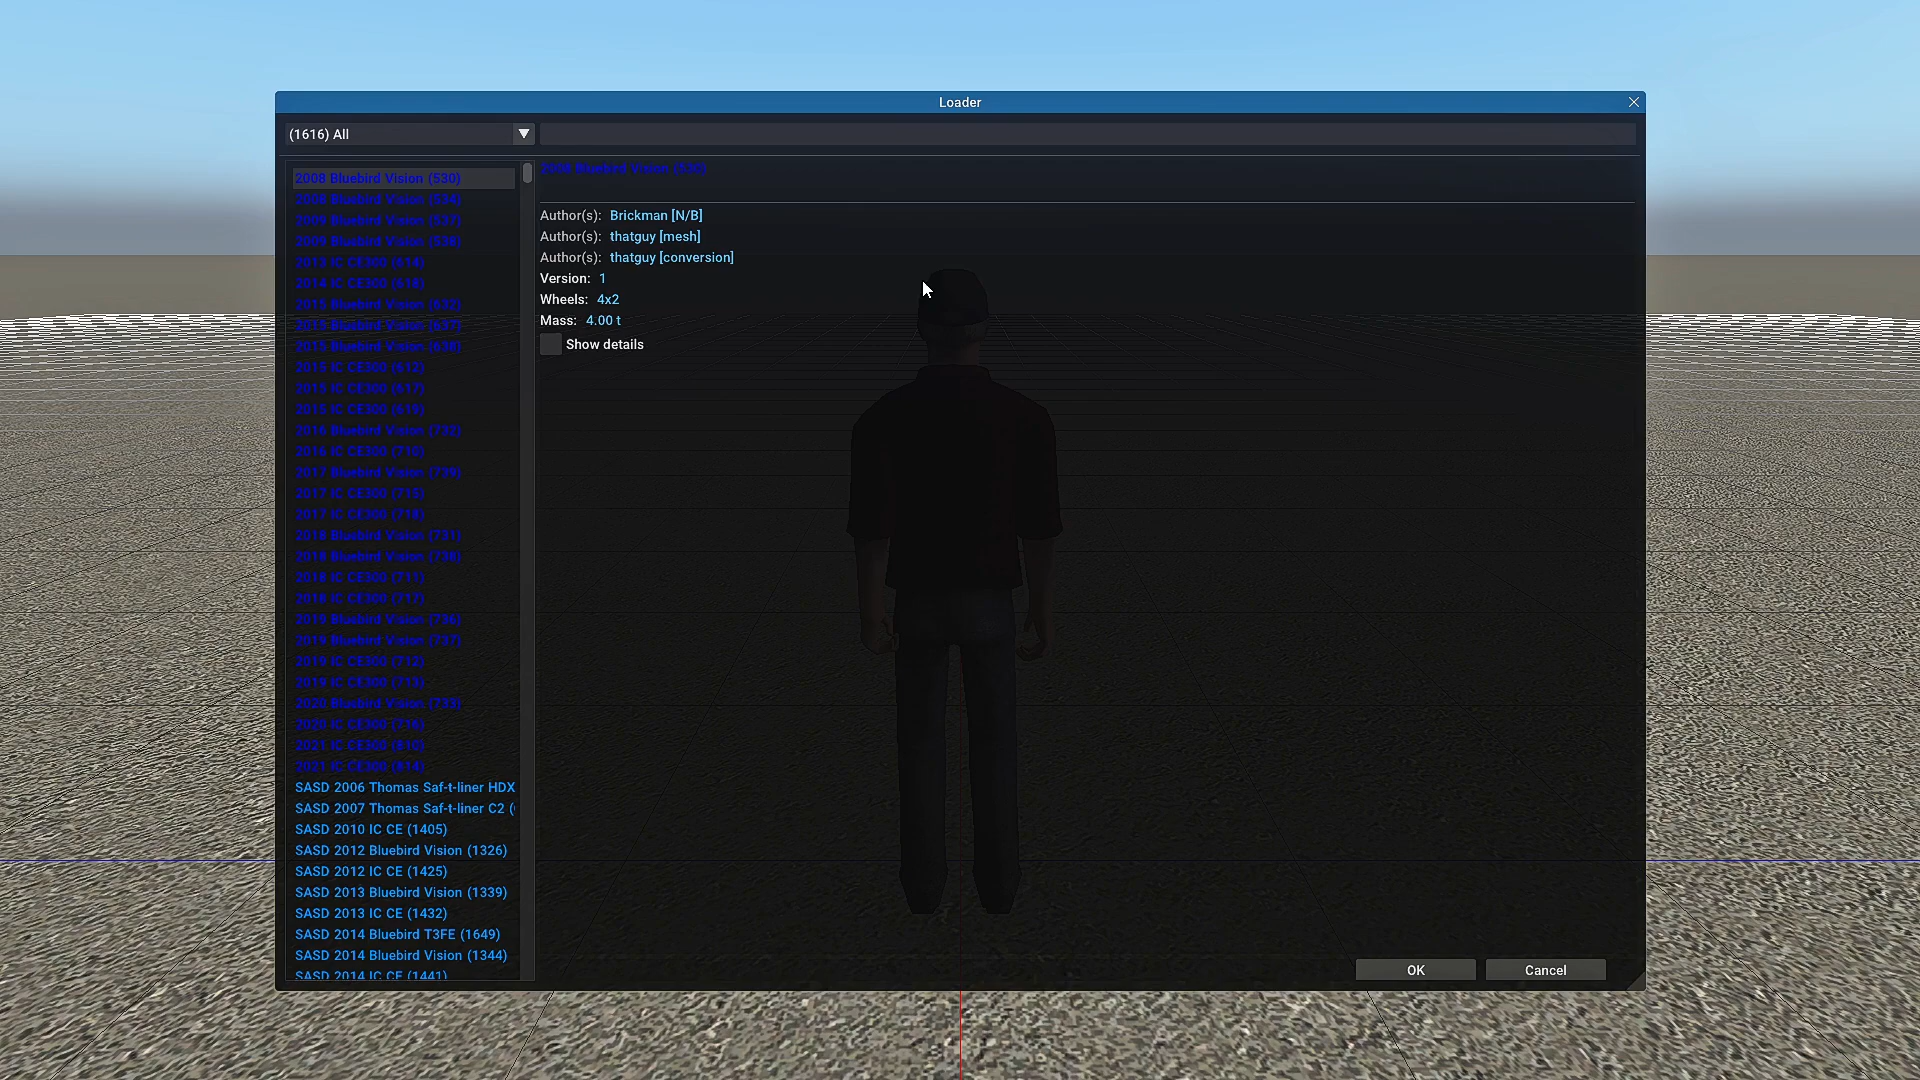 Loader
(1616) All
2008 Bluebird Vision (530)
2008 Bluebird Vision (534)
2009 Bluebird Vision (537)
2009 Bluebird Vision (538)
2013 IC CE300 (614)
2014 IC CE300
2015 Bluebird Vision (632)
2015 Bluebird Vision (637)
2015 Bluebird Vision
2015 IC CE300 (612)
2015 IC CE300 (617)
2015 IC CE300 (619)
2016 Bluebird Vision (732)
2016 IC CE300
2017 Bluebird Vision (739)
2017 IC CE300 (715)
2017 IC CE300
2018 Bluebird Vision (731)
2018 Bluebird Vision (738)
2018 IC CE300 (711)
2018 IC CE300 (717)
2019 Bluebird Vision (736)
2019 Bluebird Vision (737)
2019 IC CE300 (712)
2019 IC CE300 (713)
2020 Bluebird Vision (733)
2020 IC CE300 (716)
2021 IC CE300
2021 IC CE300 (814)
SASD 2006 Thomas Saf-t-liner HDX
SASD 2007 Thomas Saf-t-liner C2 (
SASD 2010 IC CE (1405)
SASD 2012 Bluebird Vision (1326)
SASD 2012 IC CE (1425)
SASD 2013 Bluebird Vision (1339)
SASD 2013 IC CE (1432)
SASD 2014 Bluebird T3FE (1649)
SASD 2014 Bluebird Vision (1344)
SASD 2014 IC CE (1441)
2008 Bluebird Vision (530)
Author(s): Brickman [N/B]
Author(s): thatguy [mesh]
Author(s): thatguy [conversion]
Version: 1
Wheels: 4x2
Mass: 4.00 t
Show details
OK
Cancel